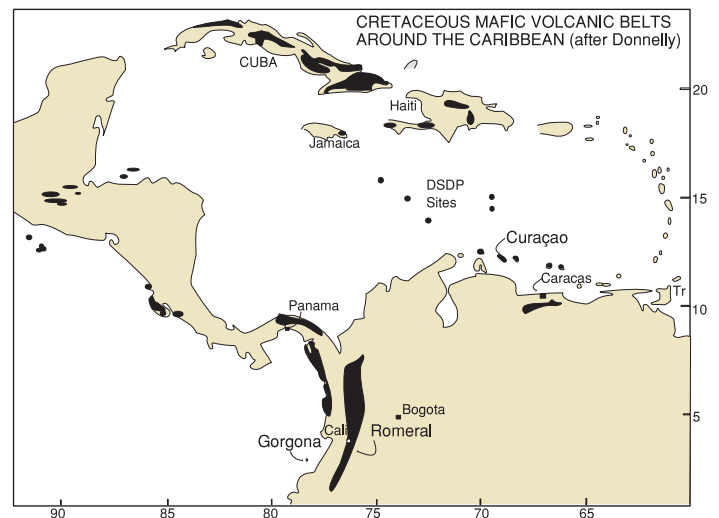 CRETACEOUS MAFIC VOLCANIC BELTS
AROUND THE CARIBBEAN (after Donnelly)
CUBA
20
Haiti
Jamaica
DSDP
Sites
15
Curaçao
Caracas
Tr
Panama
10
Bogota
5
Cali
Romeral
Gorgona
90
85
80
75
70
65